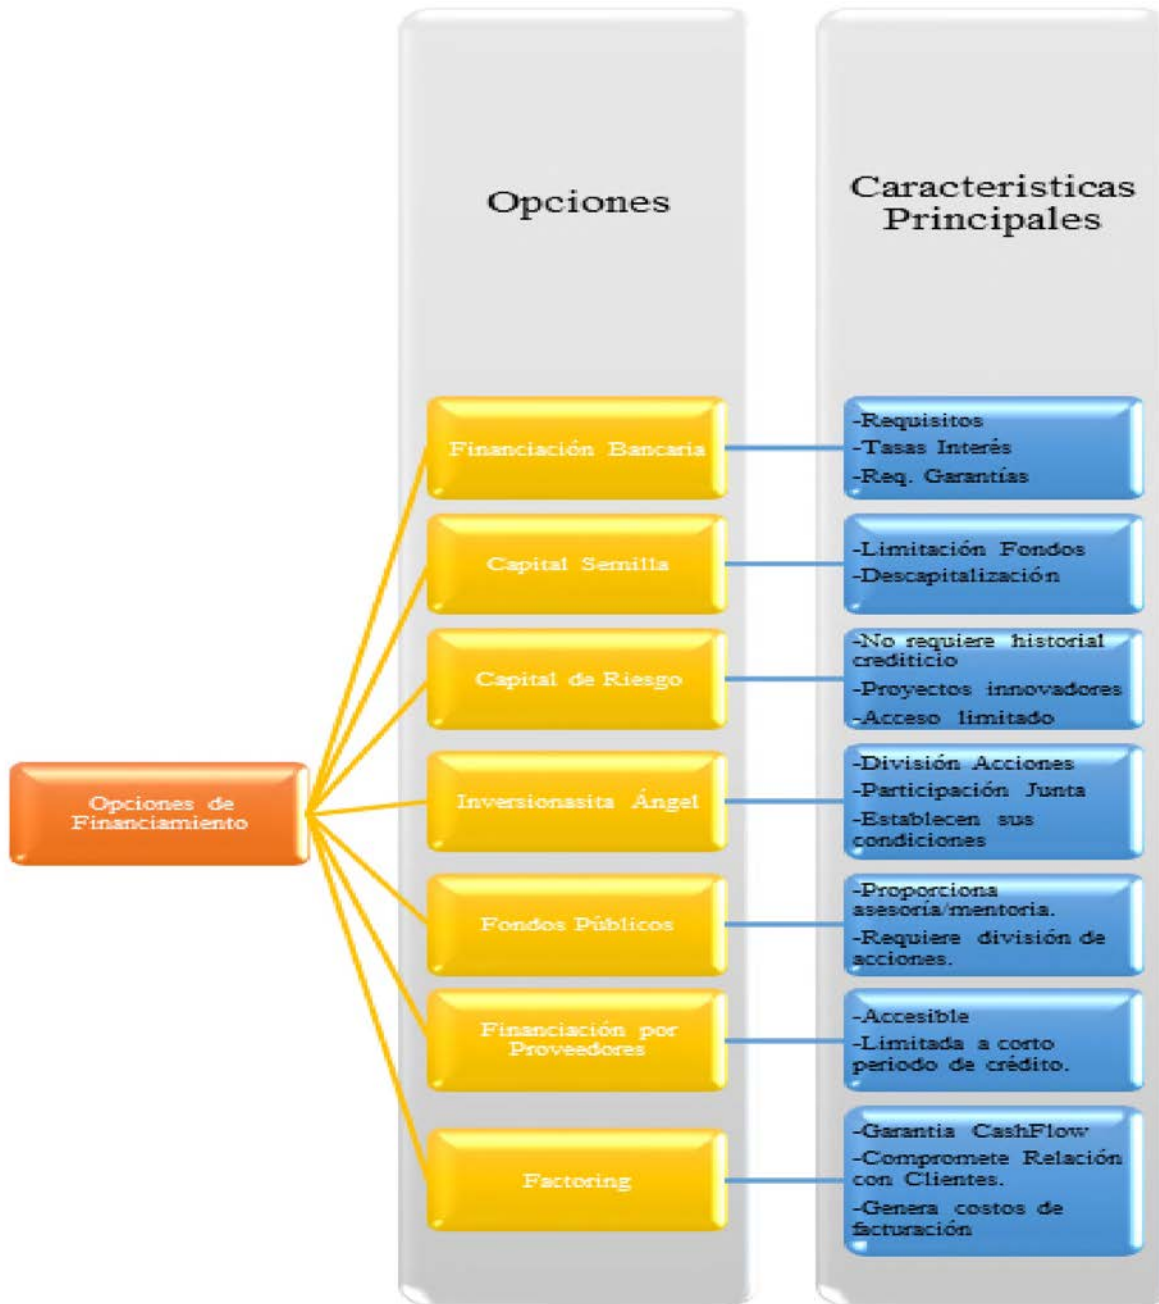 Opciones
Caracteristicas
Principales
Opciones de
Financiamiento
Financiación Bancaria
-Requisitos
-Tasas Interés
-Req. Garantías
Capital Semilla
-Limitación Fondos
-Descapitalización
Capital de Riesgo
-No requiere historial
crediticio
-Proyectos innovadores
-Acceso limitado
Inversionasita Ángel
-División Acciones
-Participación Junta
-Establecen sus
condiciones
Fondos Públicos
-Proporciona
asesoría/mentoria.
-Requiere división de
acciones.
Financiación por
Proveedores
-Accesible
-Limitada a corto
periodo de crédito.
Factoring
-Garantia CashFlow
-Compromete Relación
con Clientes.
-Genera costos de
facturación